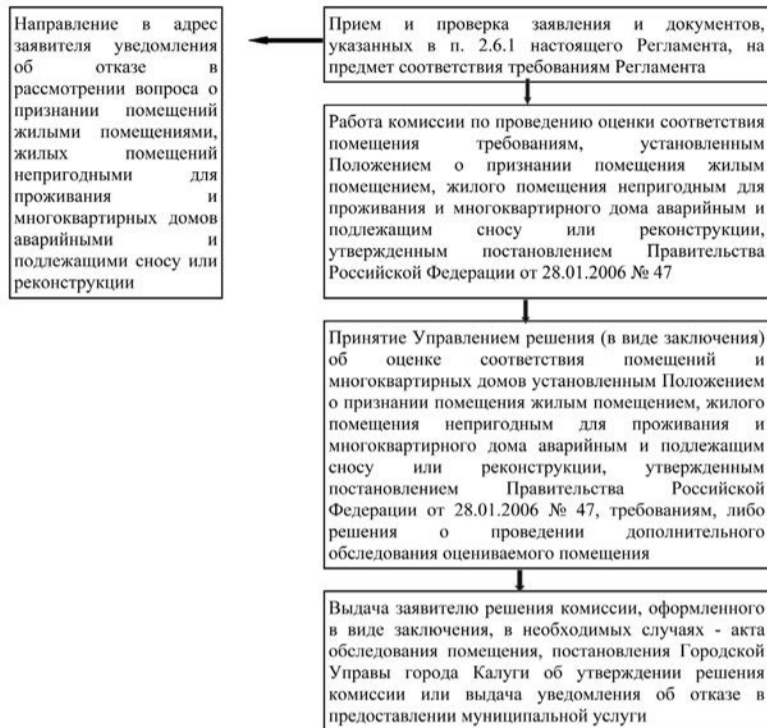 Направление в адрес
заявителя уведомления
об отказе в
рассмотрении вопроса о
признании помещений
жилыми помещениями,
жилых помещений
непригодными для
проживания и
многоквартирных домов
аварийными и
подлежащими сносу или
реконструкции
Прием и проверка заявления и документов,
указанных в п. 2.6.1 настоящего Регламента, на
предмет соответствия требованиям Регламента
Работа комиссии по проведению оценки соответствия
помещения требованиям, установленным
Положением о признании помещения жилым
помещением, жилого помещения непригодным для
проживания и многоквартирного дома аварийным и
подлежащим сносу или реконструкции,
утвержденным постановлением Правительства
Российской Федерации от 28.01.2006 № 47
Принятие Управлением решения (в виде заключения)
об оценке соответствия помещений и
многоквартирных домов установленным Положением
о признании помещения жилым помещением, жилого
помещения непригодным для проживания и
многоквартирного дома аварийным и подлежащим
сносу или реконструкции, утвержденным
постановлением Правительства Российской
Федерации от 28.01.2006 № 47, требованиям, либо
решения о проведении дополнительного
обследования оцениваемого помещения
Выдача заявителю решения комиссии, оформленного
в виде заключения, в необходимых случаях - акта
обследования помещения, постановления Городской
Управы города Калуги об утверждении решения
комиссии или выдача уведомления об отказе в
предоставлении муниципальной услуги